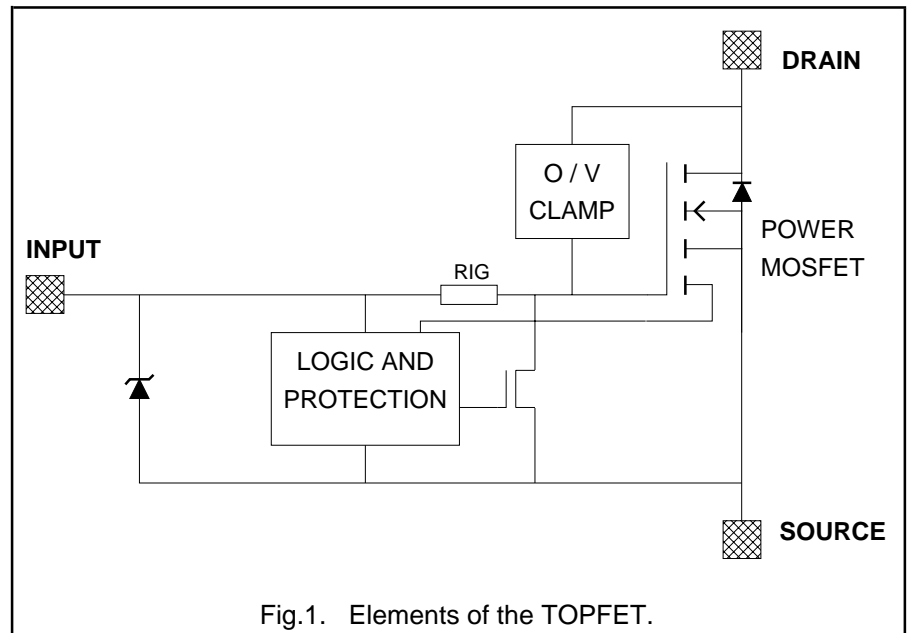 DRAIN
O / V
CLAMP
POWER
MOSFET
INPUT
RIG
LOGIC AND
PROTECTION
SOURCE
Fig.1. Elements of the TOPFET.